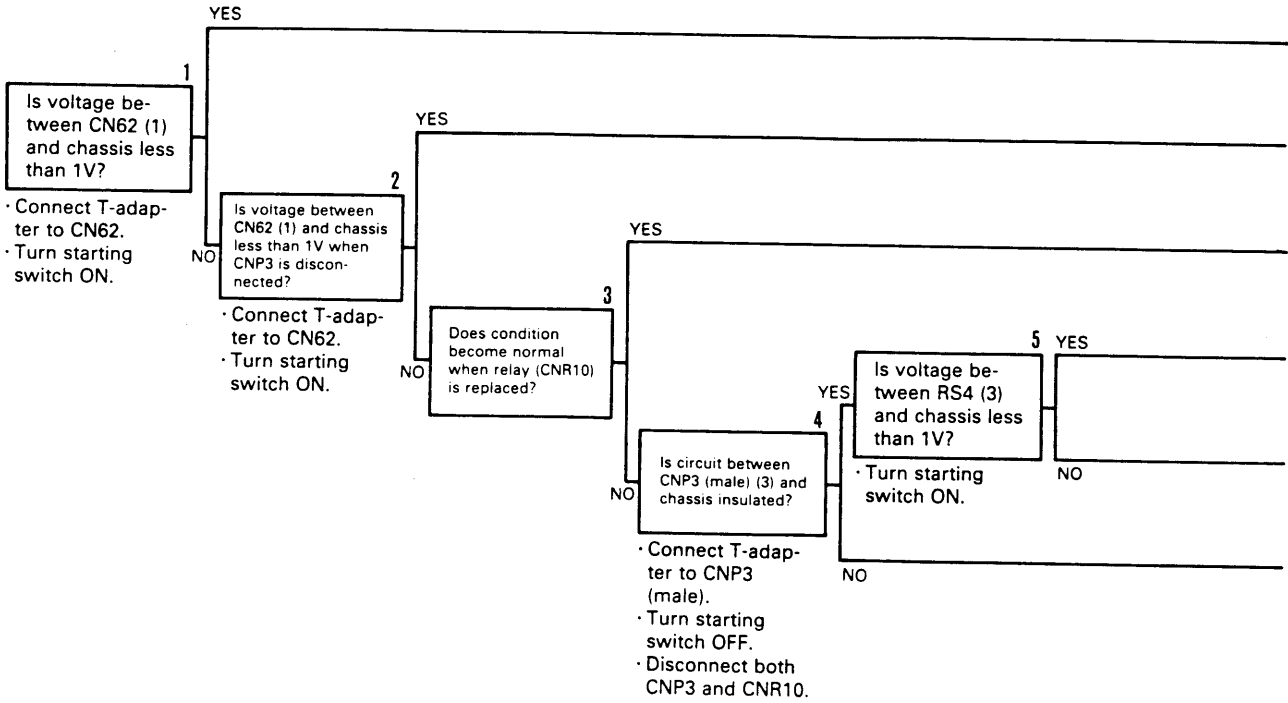 YES
1
Is voltage be-
tween CN62 (1)
and chassis less
than 1V?
· Connect T-adap-
ter to CN62.
· Turn starting
switch ON.
NO
YES
2
Is voltage between
CN62 (1) and chassis
less than 1V when
CNP3 is discon-
nected?
· Connect T-adap-
ter to CN62.
· Turn starting
switch ON.
NO
YES
3
Does condition
become normal
when relay (CNR10)
is replaced?
NO
YES
4
Is circuit between
CNP3 (male) (3) and
chassis insulated?
· Connect T-adap-
ter to CNP3
(male).
· Turn starting
switch OFF.
· Disconnect both
CNP3 and CNR10.
YES
5
Is voltage be-
tween RS4 (3)
and chassis less
than 1V?
· Turn starting
switch ON.
YES
NO
NO